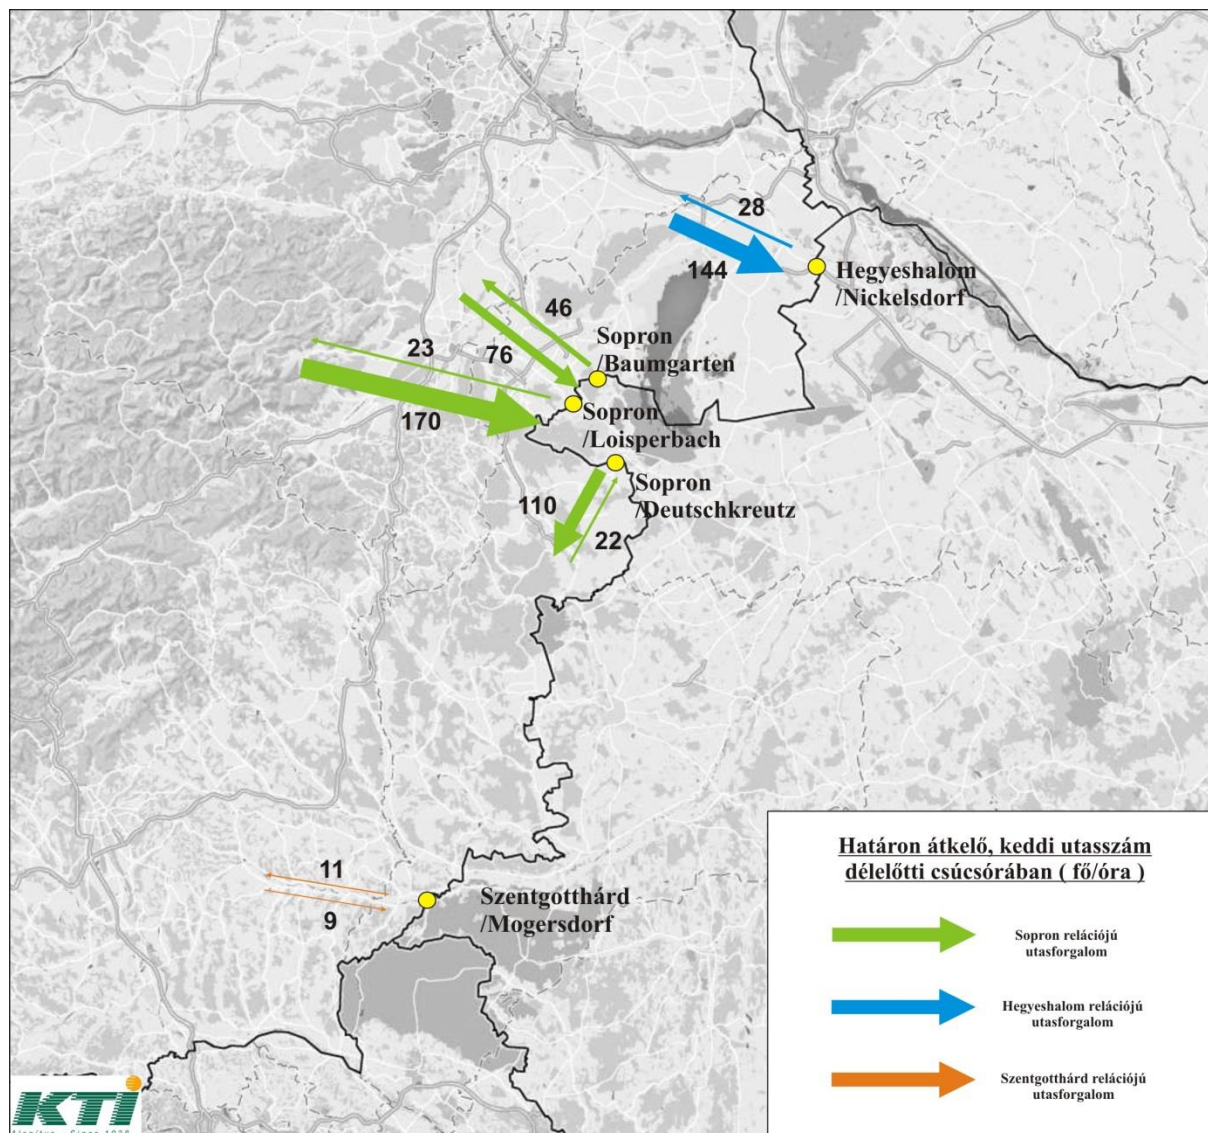 28
144
Hegyeshalom
/Nickelsdorf
46
76
Sopron
/Baumgarten
23
170
Sopron
/Loisperbach
110
22
Sopron
/Deutschkreutz
11
9
Szentgotthárd
/Mogersdorf
Határon átkelő, keddi utasszám
délelőtti csúcsórában ( fő/óra )
Sopron relációjú
utasforgalom
Hegyeshalom relációjú
utasforgalom
Szentgotthárd relációjú
utasforgalom
KTI